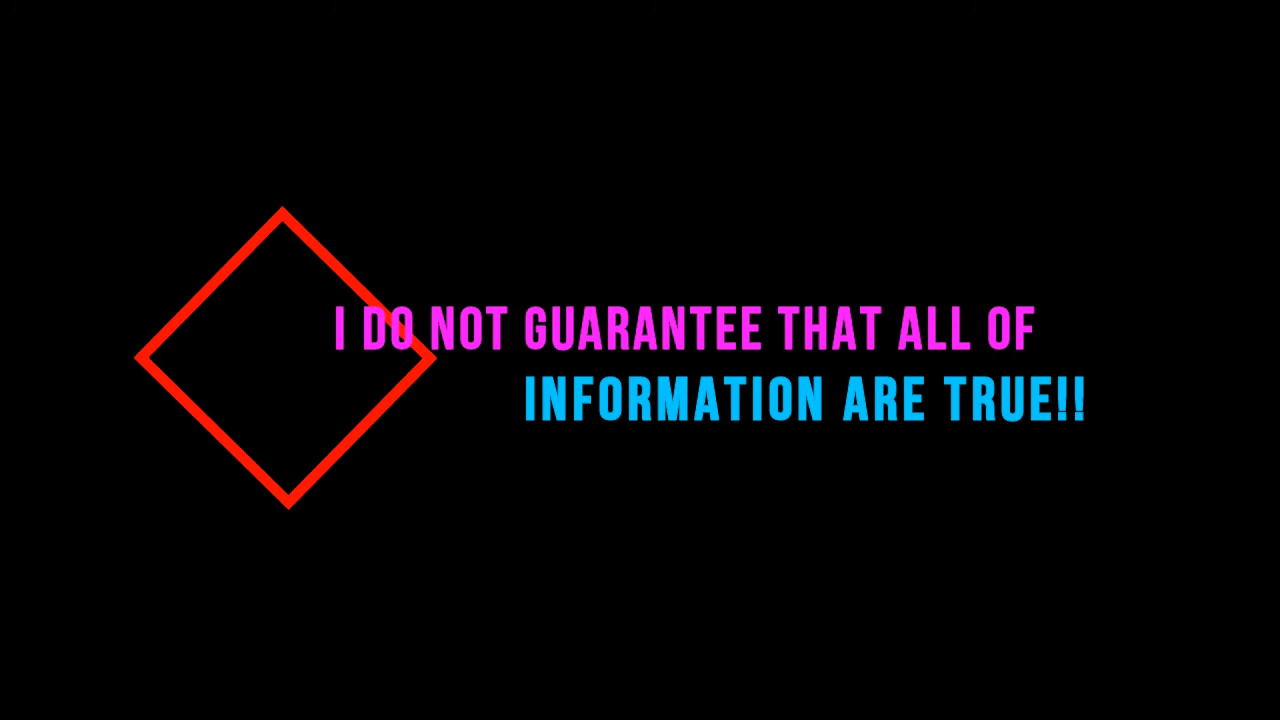 I DO NOT GUARANTEE THAT ALL OF
INFORMATION ARE TRUE!!